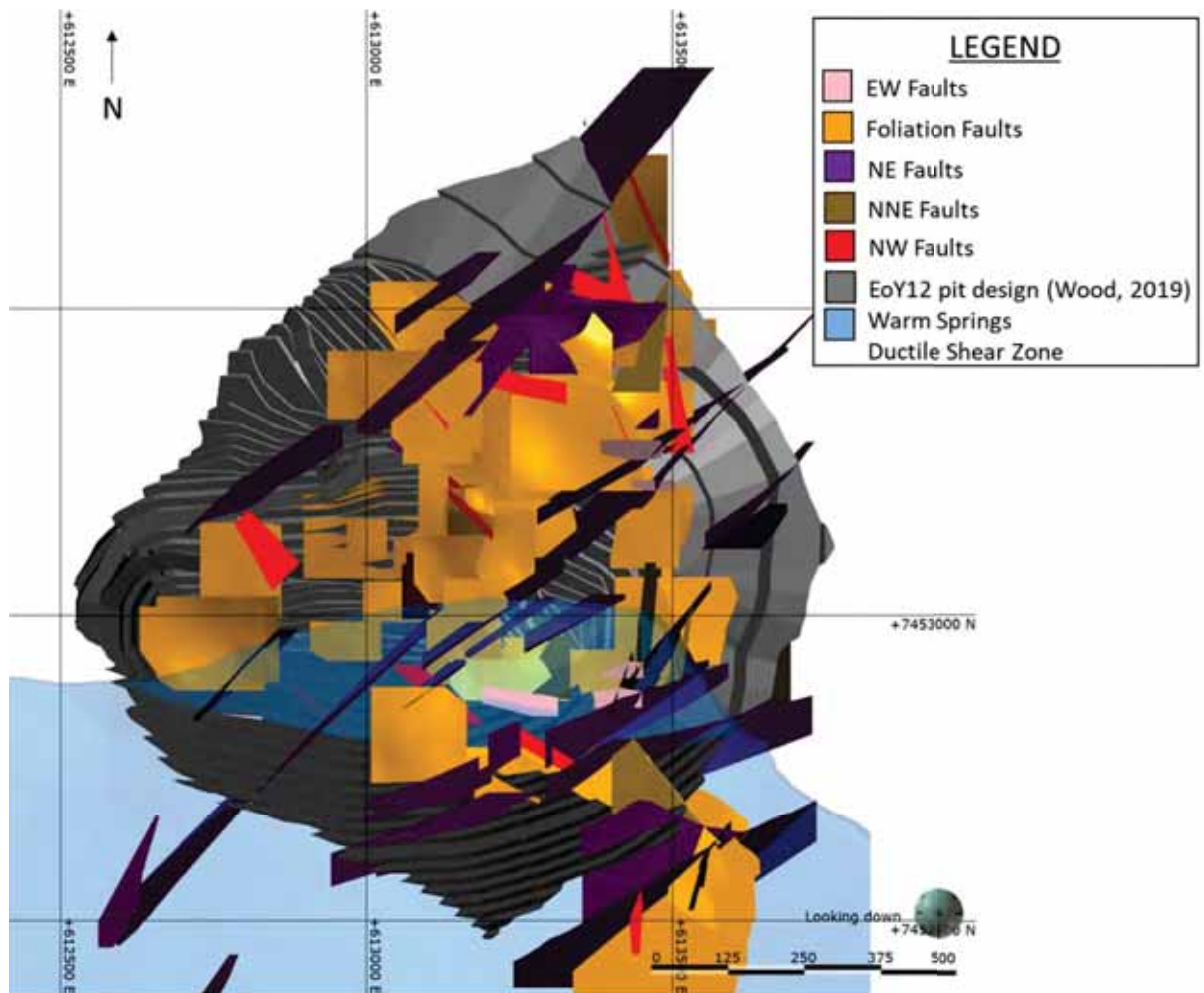 +612500 E
+613000 E
N
LEGEND
EW Faults
Foliation Faults
NE Faults
NNE Faults
NW Faults
EoY12 pit design (Wood, 2019)
Warm Springs
Ductile Shear Zone
+7453000 N
Looking down
+612500 E
+613000 E
0 125 250 375 500